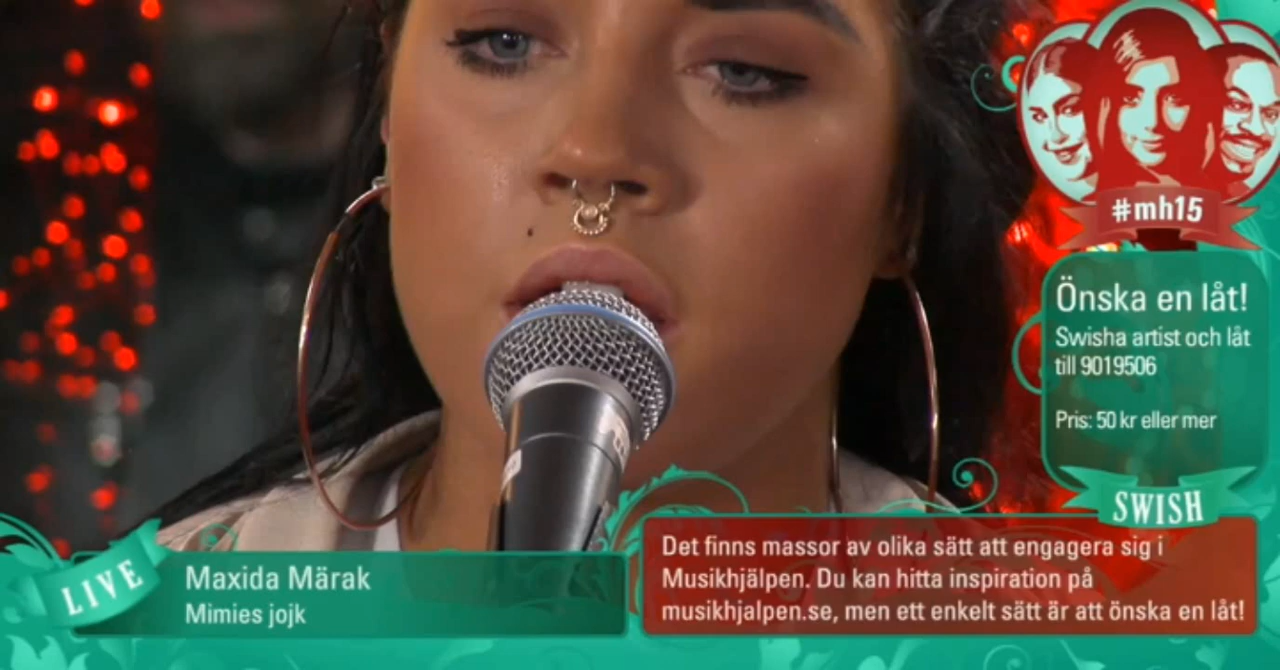 #mh15
Önska en låt!
Swisha artist och låt
till 9019506
Pris: 50 kr eller mer
SWISH
LIVE
Maxida Märak
Mimies jojk
Det finns massor av olika sätt att engagera sig i
Musikhjälpen. Du kan hitta inspiration på
musikhjalpen.se, men ett enkelt sätt är att önska en låt!